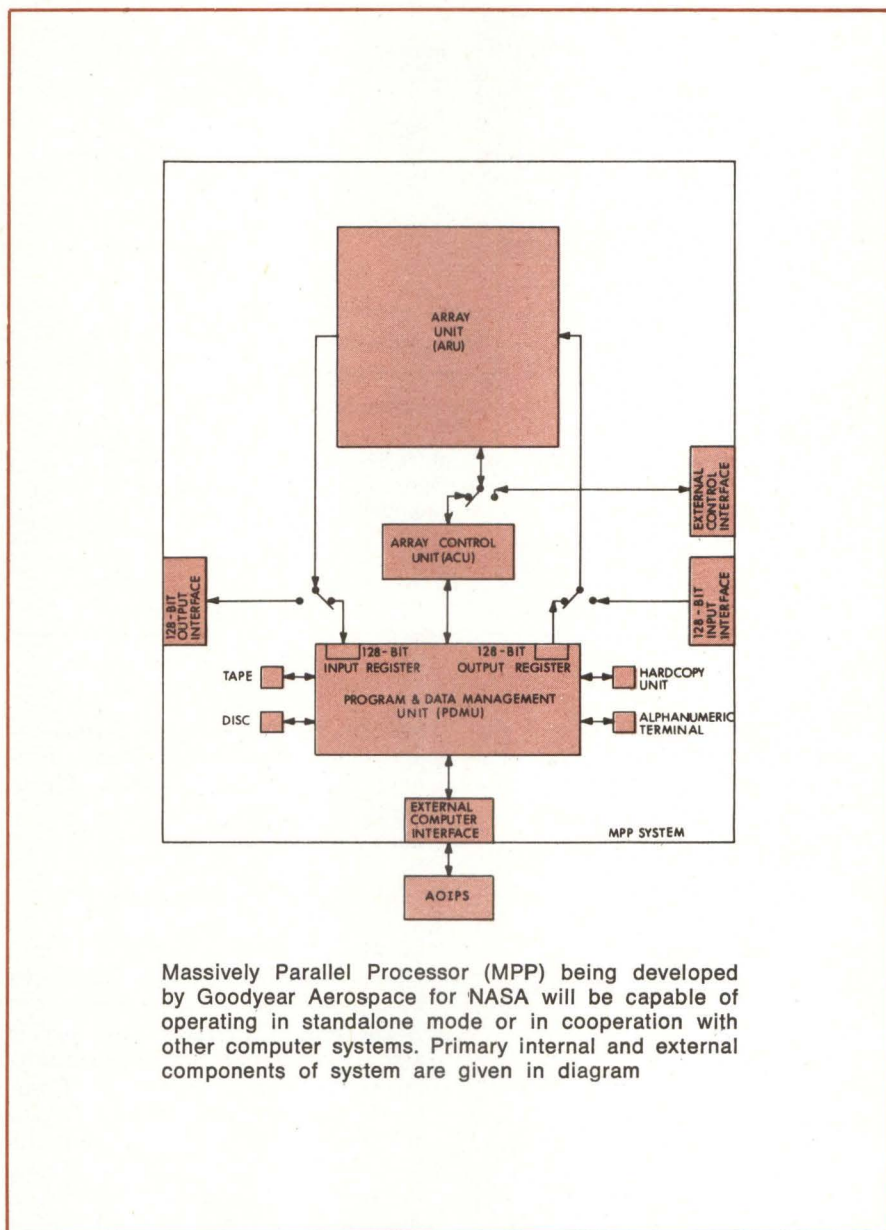 ARRAY
UNIT
(ARU)
EXTERNAL
CONTROL
INTERFACE
ARRAY CONTROL
UNIT(ACU)
128-BIT
OUTPUT
INTERFACE
128-BIT
INPUT
INTERFACE
128-BIT
INPUT REGISTER
128-BIT
OUTPUT REGISTER
TAPE
HARDCOPY
UNIT
PROGRAM & DATA MANAGEMENT
UNIT (PDMU)
DISC
ALPHANUMERIC
TERMINAL
EXTERNAL
COMPUTER
INTERFACE
MPP SYSTEM
AOIPS
Massively Parallel Processor (MPP) being developed
by Goodyear Aerospace for NASA will be capable of
operating in standalone mode or in cooperation with
other computer systems. Primary internal and external
components of system are given in diagram